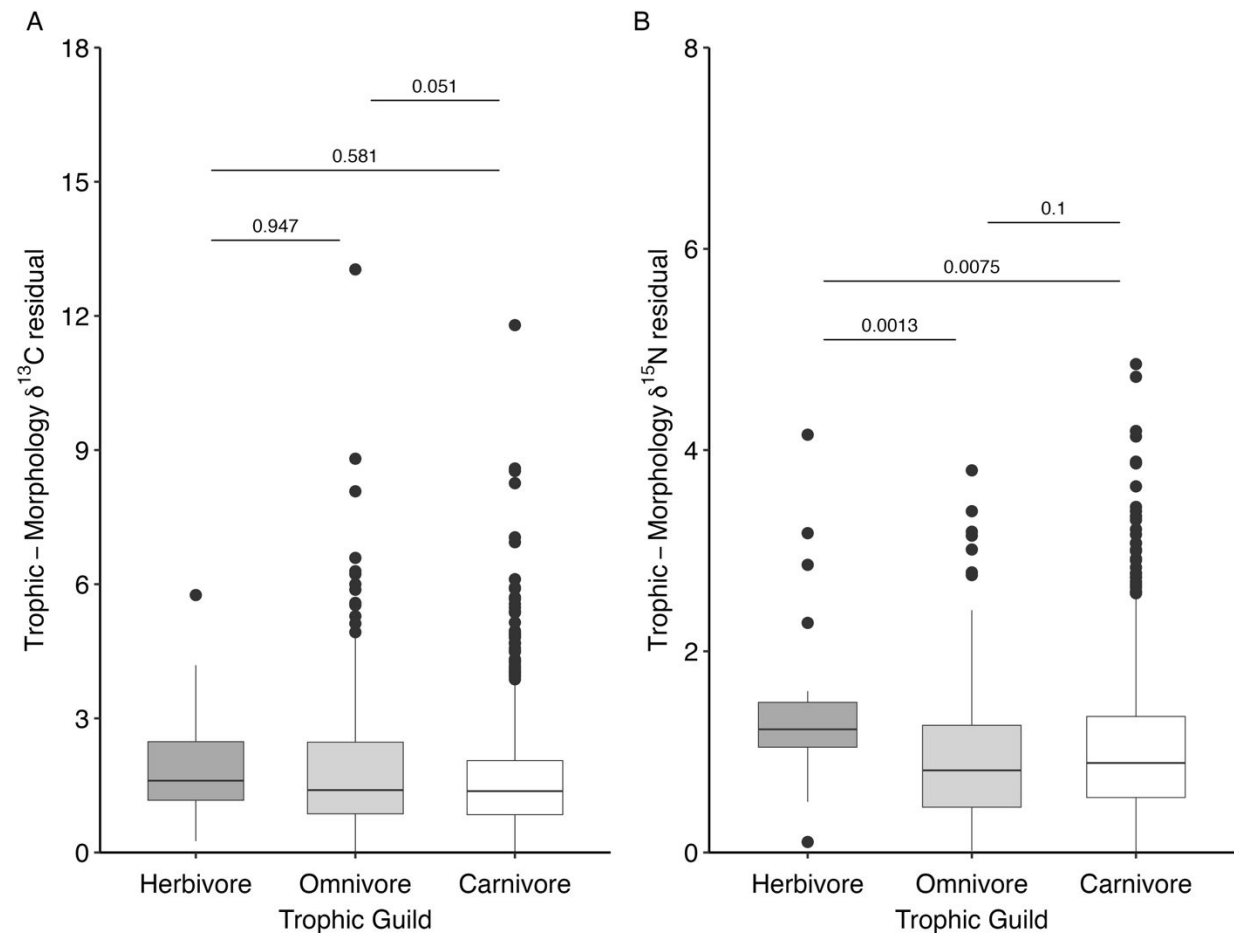 A
18
15
12
9
6
3
0
Trophic – Morphology δ¹³C residual
0.051
0.581
0.947
Herbivore Omnivore Carnivore
Trophic Guild
B
8
6
4
2
0
Trophic – Morphology δ¹⁵N residual
0.1
0.0075
0.0013
Herbivore Omnivore Carnivore
Trophic Guild